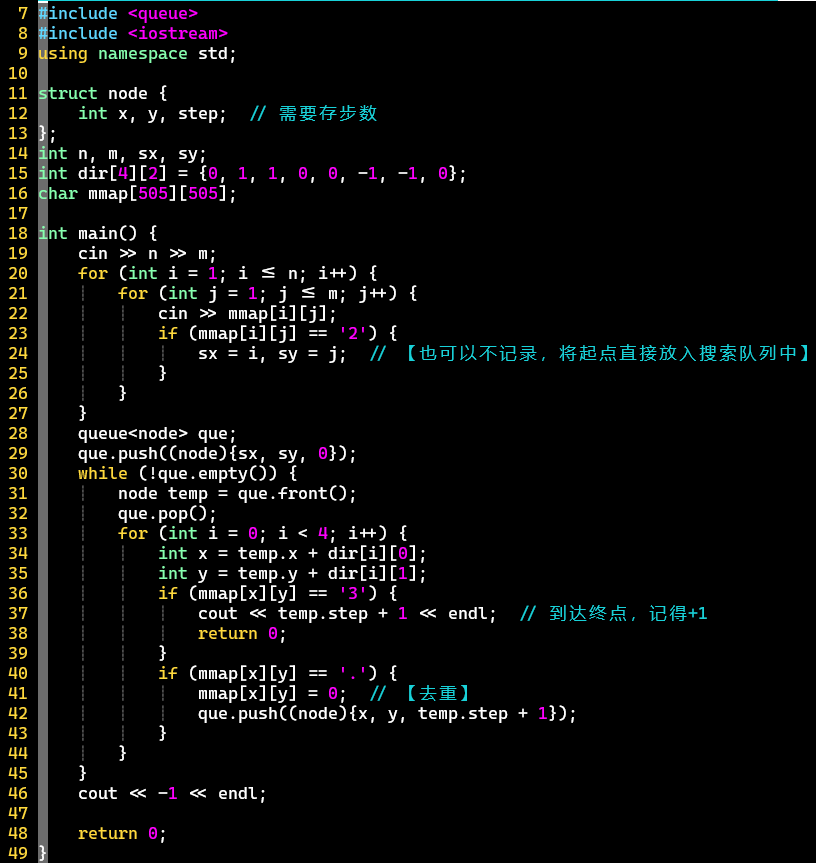 7 #include <queue>
8 #include <iostream>
9 using namespace std;
10
11 struct node {
12     int x, y, step;  // 需要存步数
13 };
14 int n, m, sx, sy;
15 int dir[4][2] = {0, 1, 1, 0, 0, -1, -1, 0};
16 char mmap[505][505];
17
18 int main() {
19     cin >> n >> m;
20     for (int i = 1; i <= n; i++) {
21         for (int j = 1; j <= m; j++) {
22             cin >> mmap[i][j];
23             if (mmap[i][j] == '2') {
24                 sx = i, sy = j;  // 【也可以不记录，将起点直接放入搜索队列中】
25             }
26         }
27     }
28     queue<node> que;
29     que.push((node){sx, sy, 0});
30     while (!que.empty()) {
31         node temp = que.front();
32         que.pop();
33         for (int i = 0; i < 4; i++) {
34             int x = temp.x + dir[i][0];
35             int y = temp.y + dir[i][1];
36             if (mmap[x][y] == '3') {
37                 cout << temp.step + 1 << endl;  // 到达终点，记得+1
38                 return 0;
39             }
40             if (mmap[x][y] == '.') {
41                 mmap[x][y] = 0;  // 【去重】
42                 que.push((node){x, y, temp.step + 1});
43             }
44         }
45     }
46     cout << -1 << endl;
47
48     return 0;
49 }